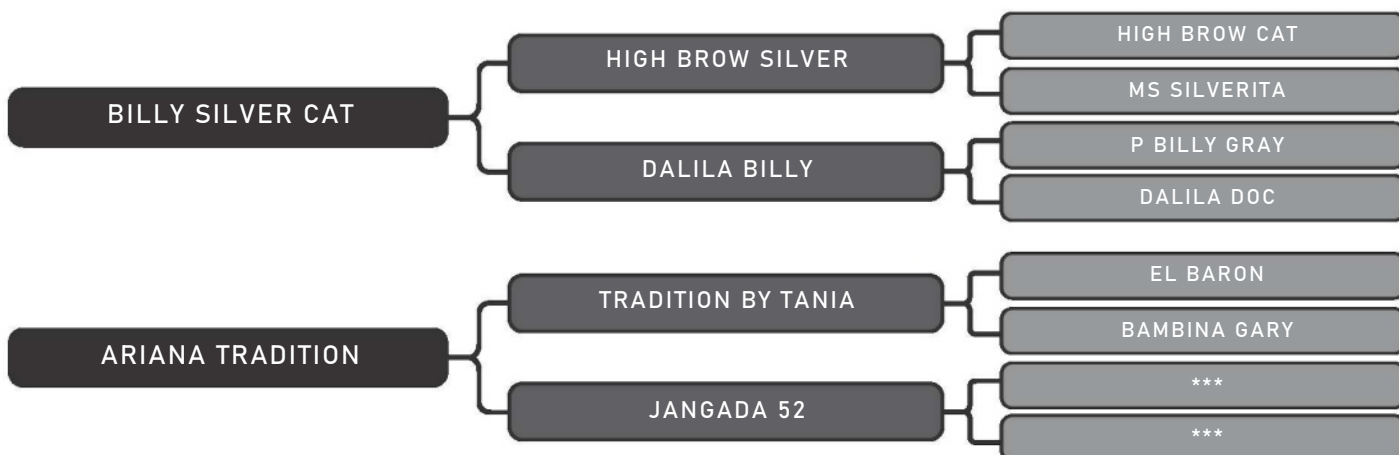 BILLY SILVER CAT
HIGH BROW SILVER
HIGH BROW CAT
MS SILVERITA
DALILA BILLY
P BILLY GRAY
DALILA DOC
ARIANA TRADITION
TRADITION BY TANIA
EL BARON
BAMBINA GARY
JANGADA 52
***
***